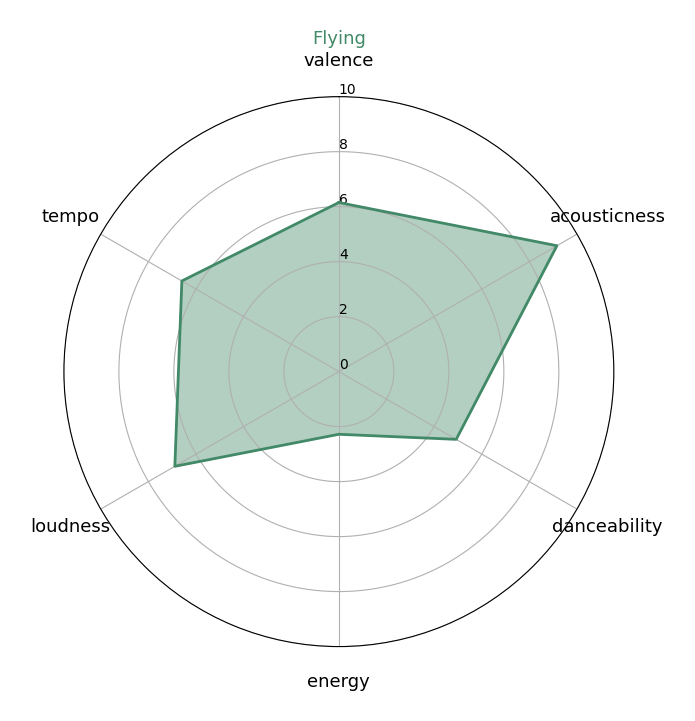 Flying
valence
10
8
6
4
2
0
tempo
acousticness
loudness
danceability
energy